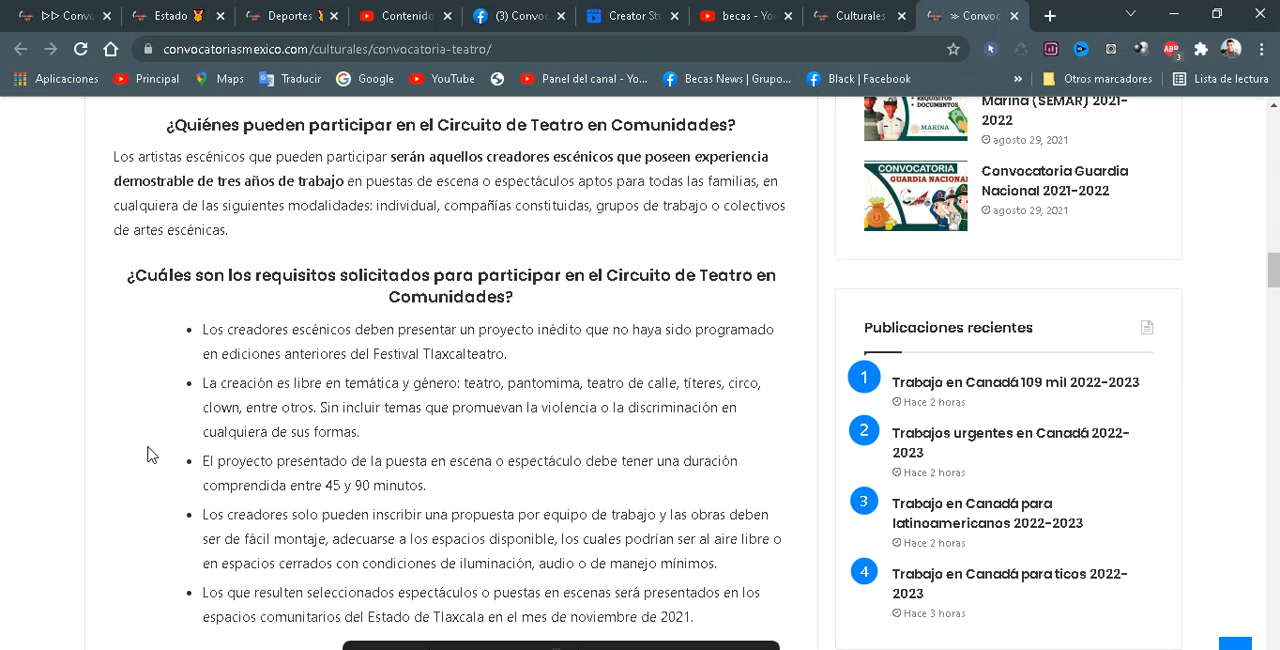 ▷▷ Convo
Estado 🏅
Deportes 🏅
Contenido
(3) Convoc
Creator Stu
becas - Yo
Culturales
≫ Convoc
convocatoriasmexico.com/culturales/convocatoria-teatro/
ABP
3
Aplicaciones
Principal
Maps
Traducir
Google
YouTube
Panel del canal - Yo...
Becas News | Grupo...
Black | Facebook
»
Otros marcadores
Lista de lectura
¿Quiénes pueden participar en el Circuito de Teatro en Comunidades?
Los artistas escénicos que pueden participar serán aquellos creadores escénicos que poseen experiencia
demostrable de tres años de trabajo en puestas de escena o espectáculos aptos para todas las familias, en
cualquiera de las siguientes modalidades: individual, compañías constituidas, grupos de trabajo o colectivos
de artes escénicas.
¿Cuáles son los requisitos solicitados para participar en el Circuito de Teatro en
Comunidades?
• Los creadores escénicos deben presentar un proyecto inédito que no haya sido programado
en ediciones anteriores del Festival Tlaxcalteatro.
• La creación es libre en temática y género: teatro, pantomima, teatro de calle, títeres, circo,
clown, entre otros. Sin incluir temas que promuevan la violencia o la discriminación en
cualquiera de sus formas.
• El proyecto presentado de la puesta en escena o espectáculo debe tener una duración
comprendida entre 45 y 90 minutos.
• Los creadores solo pueden inscribir una propuesta por equipo de trabajo y las obras deben
ser de fácil montaje, adecuarse a los espacios disponible, los cuales podrían ser al aire libre o
en espacios cerrados con condiciones de iluminación, audio o de manejo mínimos.
• Los que resulten seleccionados espectáculos o puestas en escenas será presentados en los
espacios comunitarios del Estado de Tlaxcala en el mes de noviembre de 2021.
REQUISITOS
DOCUMENTOS
MARINA
Marina (SEMAR) 2021-
2022
agosto 29, 2021
CONVOCATORIA
GUARDIA NACIONAL
Convocatoria Guardia
Nacional 2021-2022
agosto 29, 2021
Publicaciones recientes
1
Trabajo en Canadá 109 mil 2022-2023
Hace 2 horas
2
Trabajos urgentes en Canadá 2022-
2023
Hace 2 horas
3
Trabajo en Canadá para
latinoamericanos 2022-2023
Hace 2 horas
4
Trabajo en Canadá para ticos 2022-
2023
Hace 3 horas